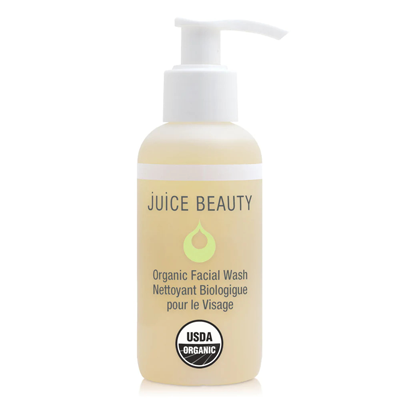 JUICE BEAUTY
Organic Facial Wash
Nettoyant Biologique
pour le Visage
USDA
ORGANIC